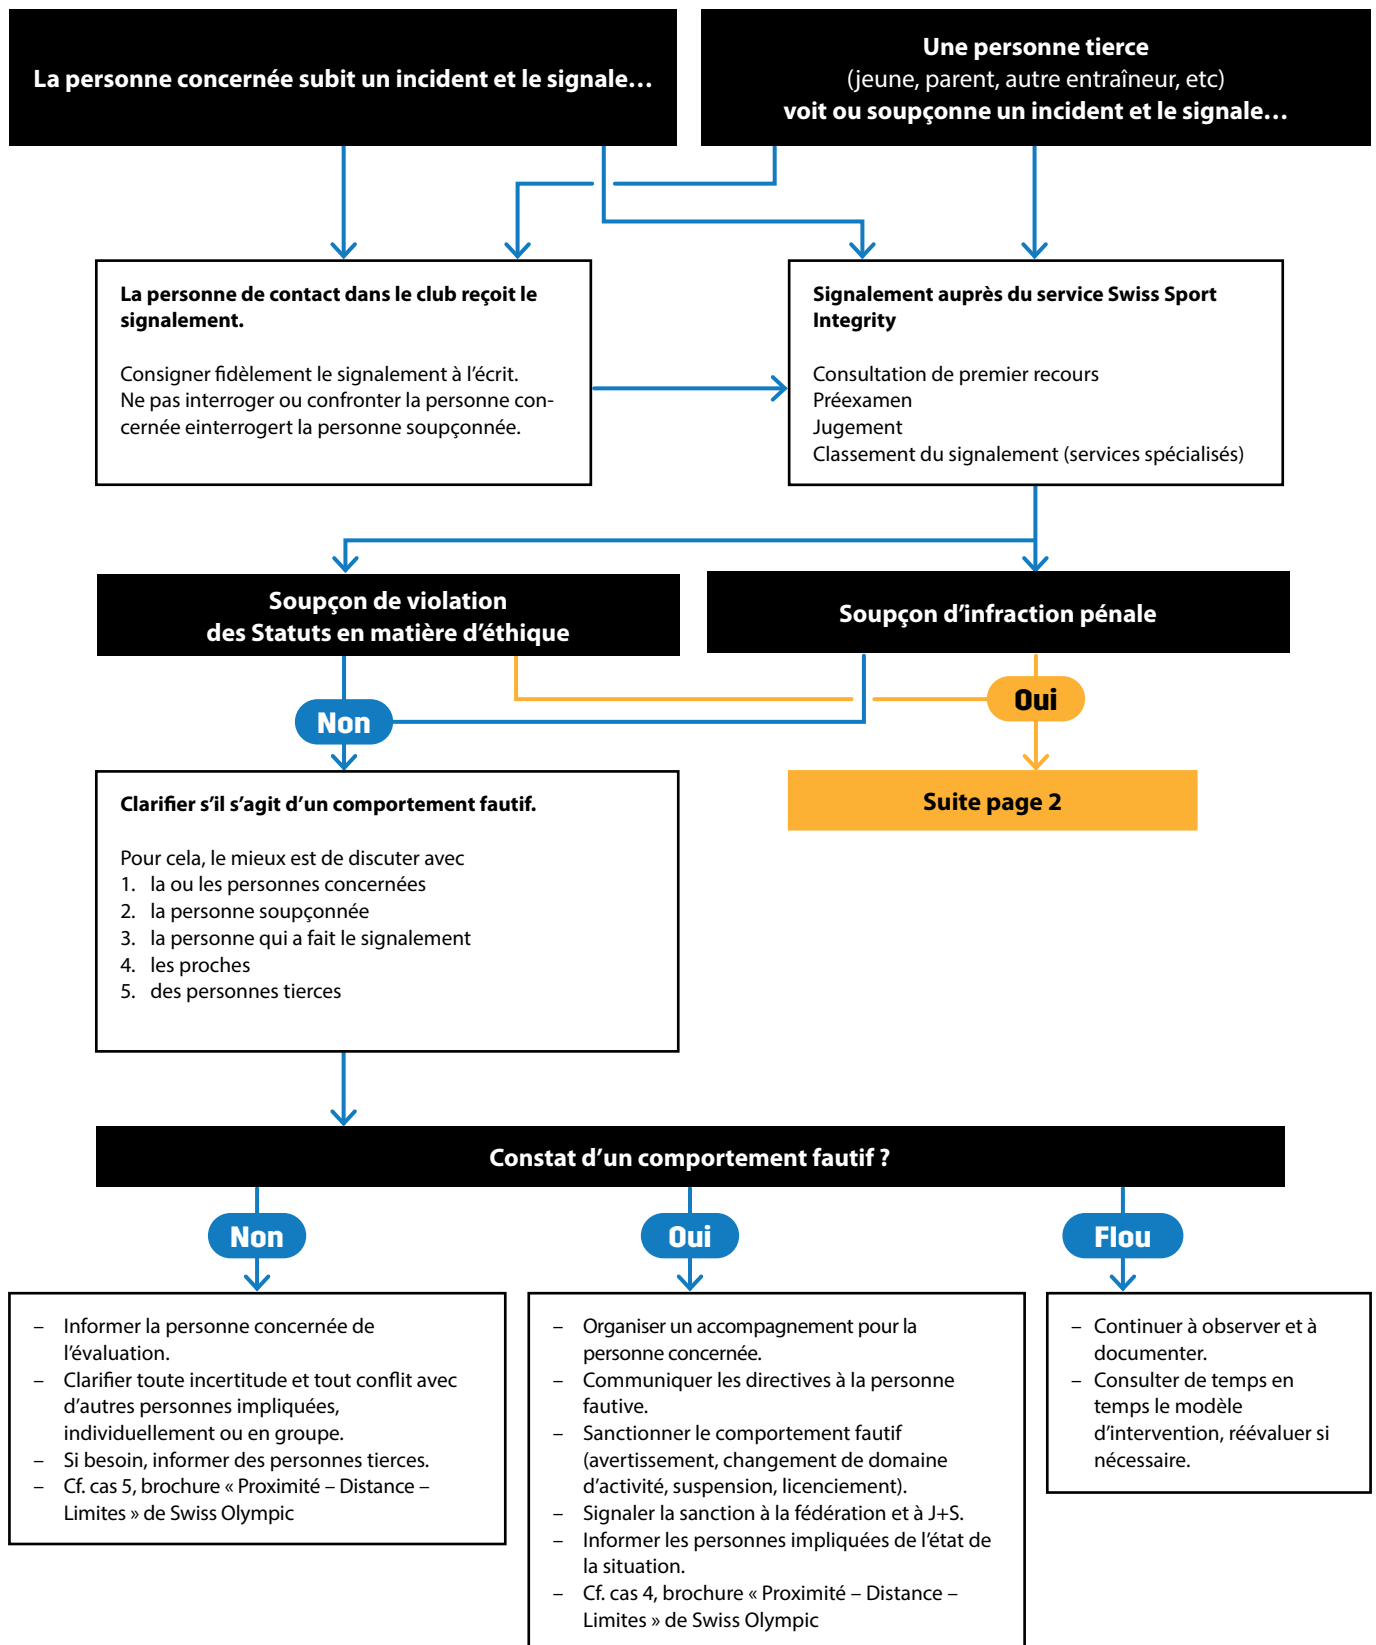 La personne concernée subit un incident et le signale…
Une personne tierce
(jeune, parent, autre entraîneur, etc)
voit ou soupçonne un incident et le signale…
La personne de contact dans le club reçoit le
signalement.
Consigner fidèlement le signalement à l’écrit.
Ne pas interroger ou confronter la personne con-
cernée einterrogert la personne soupçonnée.
Signalement auprès du service Swiss Sport
Integrity
Consultation de premier recours
Préexamen
Jugement
Classement du signalement (services spécialisés)
Soupçon de violation
des Statuts en matière d’éthique
Soupçon d’infraction pénale
Non
Oui
Clarifier s’il s’agit d’un comportement fautif.
Pour cela, le mieux est de discuter avec
1. la ou les personnes concernées
2. la personne soupçonnée
3. la personne qui a fait le signalement
4. les proches
5. des personnes tierces
Suite page 2
Constat d’un comportement fautif ?
Non
Oui
Flou
– Informer la personne concernée de
l’évaluation.
– Clarifier toute incertitude et tout conflit avec
d’autres personnes impliquées,
individuellement ou en groupe.
– Si besoin, informer des personnes tierces.
– Cf. cas 5, brochure « Proximité – Distance –
Limites » de Swiss Olympic
– Organiser un accompagnement pour la
personne concernée.
– Communiquer les directives à la personne
fautive.
– Sanctionner le comportement fautif
(avertissement, changement de domaine
d’activité, suspension, licenciement).
– Signaler la sanction à la fédération et à J+S.
– Informer les personnes impliquées de l’état de
la situation.
– Cf. cas 4, brochure « Proximité – Distance –
Limites » de Swiss Olympic
– Continuer à observer et à
documenter.
– Consulter de temps en
temps le modèle
d’intervention, réévaluer si
nécessaire.